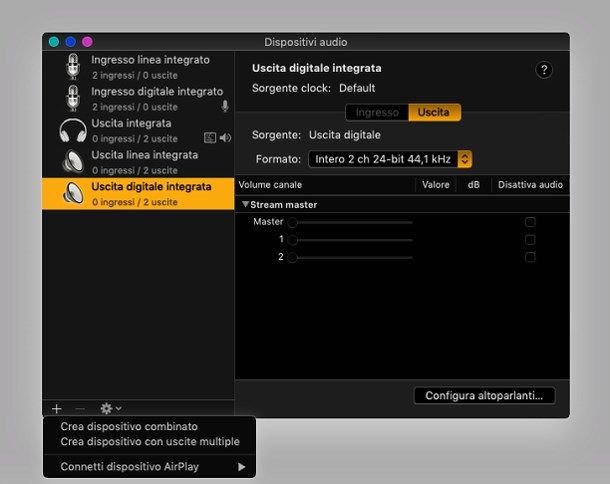 Dispositivi audio
Ingresso linea integrato
2 ingressi / 0 uscite
Ingresso digitale integrato
2 ingressi / 0 uscite
Uscita integrata
0 ingressi / 2 uscite
Uscita linea integrata
0 ingressi / 2 uscite
Uscita digitale integrata
0 ingressi / 2 uscite
Uscita digitale integrata
?
Sorgente clock: Default
Ingresso Uscita
Sorgente: Uscita digitale
Formato: Intero 2 ch 24-bit 44,1 kHz
Volume canale Valore dB Disattiva audio
Stream master
Master
1
2
Configura altoparlanti...
Crea dispositivo combinato
Crea dispositivo con uscite multiple
Connetti dispositivo AirPlay